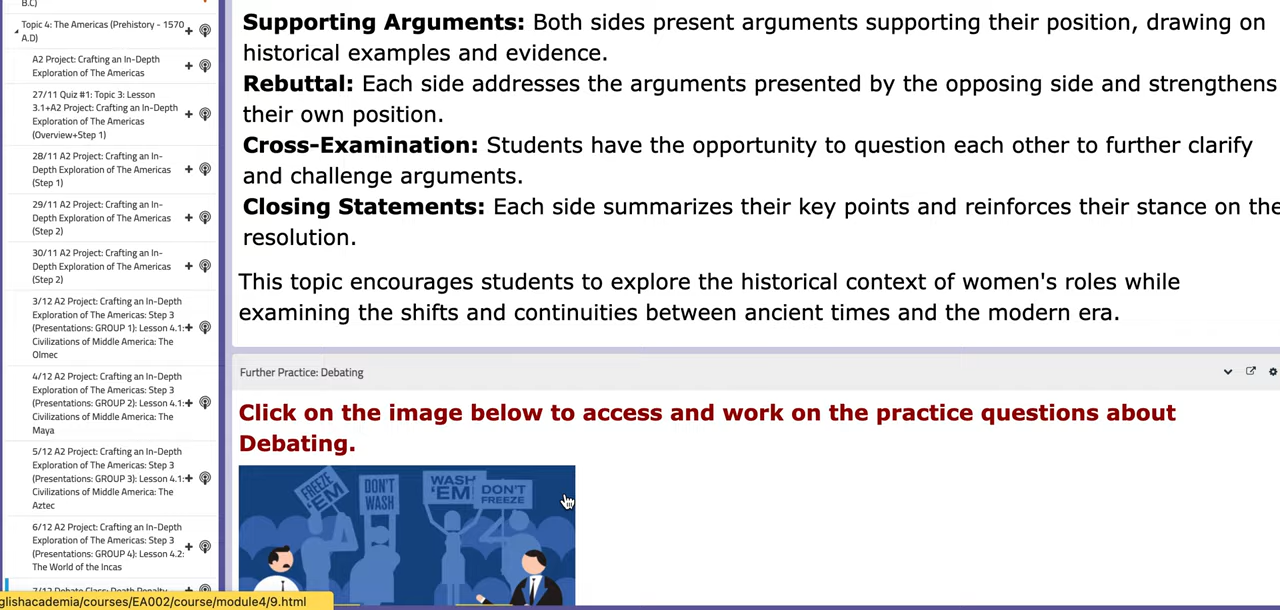 B.C)
Topic 4: The Americas (Prehistory - 1570
A.D)
A2 Project: Crafting an In-Depth
Exploration of The Americas
27/11 Quiz #1: Topic 3: Lesson
3.1+A2 Project: Crafting an In-Depth
Exploration of The Americas
(Overview+Step 1)
28/11 A2 Project: Crafting an In-
Depth Exploration of The Americas
(Step 1)
29/11 A2 Project: Crafting an In-
Depth Exploration of The Americas
(Step 2)
30/11 A2 Project: Crafting an In-
Depth Exploration of The Americas
(Step 2)
3/12 A2 Project: Crafting an In-Depth
Exploration of The Americas: Step 3
(Presentations: GROUP 1): Lesson 4.1:
Civilizations of Middle America: The
Olmec
4/12 A2 Project: Crafting an In-Depth
Exploration of The Americas: Step 3
(Presentations: GROUP 2): Lesson 4.1:
Civilizations of Middle America: The
Maya
5/12 A2 Project: Crafting an In-Depth
Exploration of The Americas: Step 3
(Presentations: GROUP 3): Lesson 4.1:
Civilizations of Middle America: The
Aztec
6/12 A2 Project: Crafting an In-Depth
Exploration of The Americas: Step 3
(Presentations: GROUP 4): Lesson 4.2:
The World of the Incas
7/12 Debate Class: Death Penalty
glishacademia/courses/EA002/course/module4/9.html
Supporting Arguments: Both sides present arguments supporting their position, drawing on
historical examples and evidence.
Rebuttal: Each side addresses the arguments presented by the opposing side and strengthens
their own position.
Cross-Examination: Students have the opportunity to question each other to further clarify
and challenge arguments.
Closing Statements: Each side summarizes their key points and reinforces their stance on the
resolution.
This topic encourages students to explore the historical context of women's roles while
examining the shifts and continuities between ancient times and the modern era.
Further Practice: Debating
Click on the image below to access and work on the practice questions about
Debating.
FREEZE
'EM
DON'T
WASH
WASH
'EM
DON'T
FREEZE